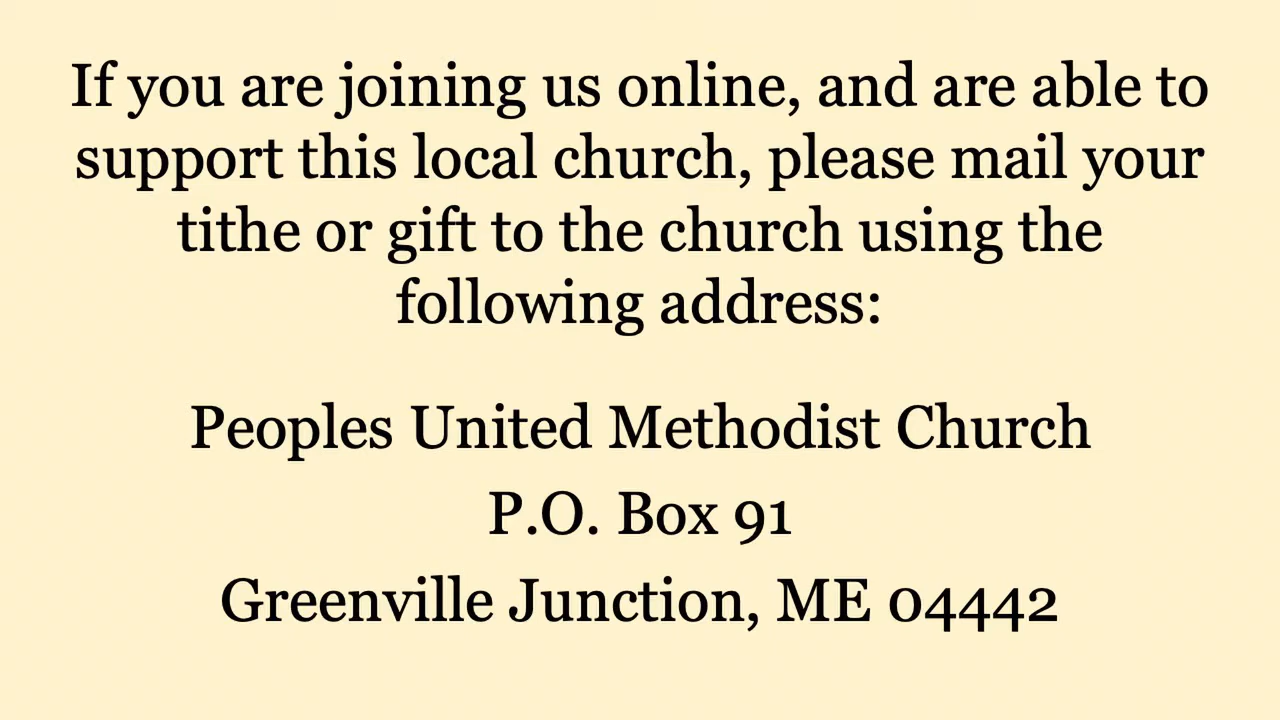 If you are joining us online, and are able to
support this local church, please mail your
tithe or gift to the church using the
following address:
Peoples United Methodist Church
P.O. Box 91
Greenville Junction, ME 04442